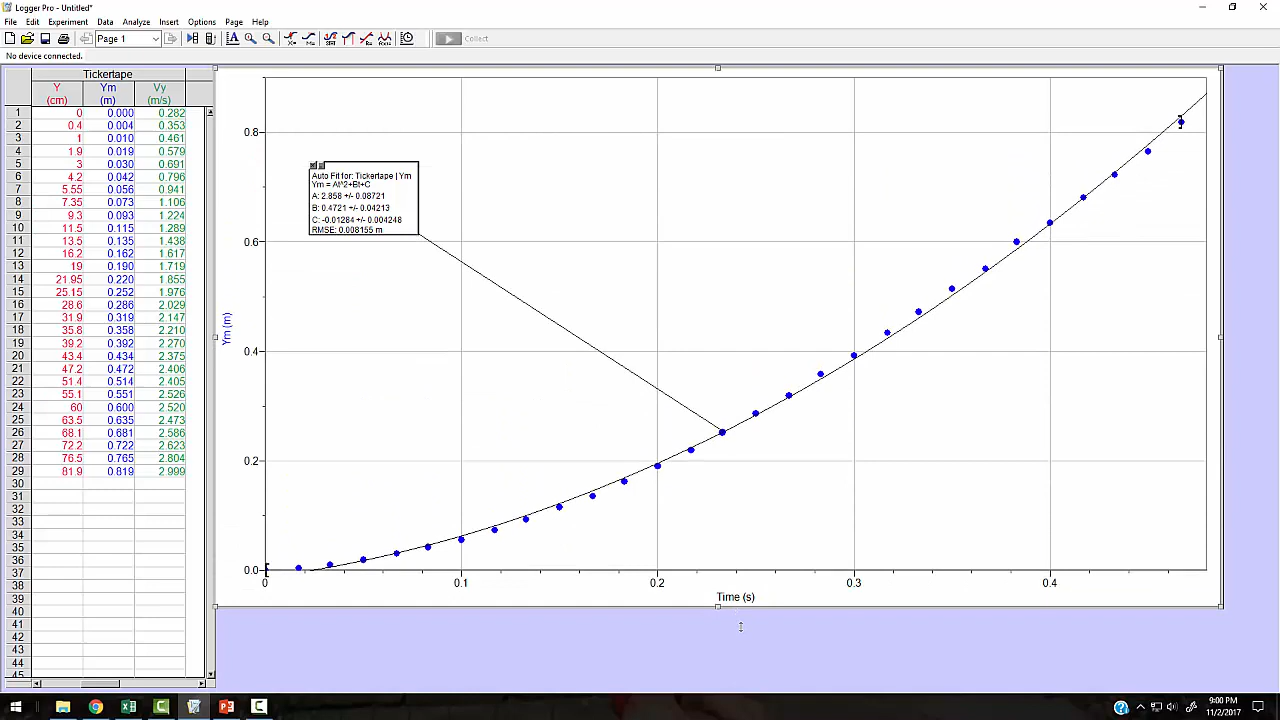 Logger Pro - Untitled*
File Edit Experiment Data Analyze Insert Options Page Help
Page 1
Collect
No device connected.
Tickertape
Y Ym Vy
(cm) (m) (m/s)
1 0 0.000 0.282
2 0.4 0.004 0.353
3 1 0.010 0.461
4 1.9 0.019 0.579
5 3 0.030 0.691
6 4.2 0.042 0.796
7 5.55 0.056 0.941
8 7.35 0.073 1.106
9 9.3 0.093 1.224
10 11.5 0.115 1.289
11 13.5 0.135 1.438
12 16.2 0.162 1.617
13 19 0.190 1.719
14 21.95 0.220 1.855
15 25.15 0.252 1.976
16 28.6 0.286 2.029
17 31.9 0.319 2.147
18 35.8 0.358 2.210
19 39.2 0.392 2.270
20 43.4 0.434 2.375
21 47.2 0.472 2.406
22 51.4 0.514 2.405
23 55.1 0.551 2.526
24 60 0.600 2.520
25 63.5 0.635 2.473
26 68.1 0.681 2.586
27 72.2 0.722 2.623
28 76.5 0.765 2.804
29 81.9 0.819 2.999
30
31
32
33
34
35
36
37
38
39
40
41
42
43
44
45
Auto Fit for: Tickertape | Ym
Ym = At^2+Bt+C
A: 2.858 +/- 0.08721
B: 0.4721 +/- 0.04213
C: -0.01284 +/- 0.004248
RMSE: 0.008155 m
Ym (m)
0.8
0.6
0.4
0.2
0.0
0 0.1 0.2 0.3 0.4
Time (s)
9:00 PM
11/2/2017